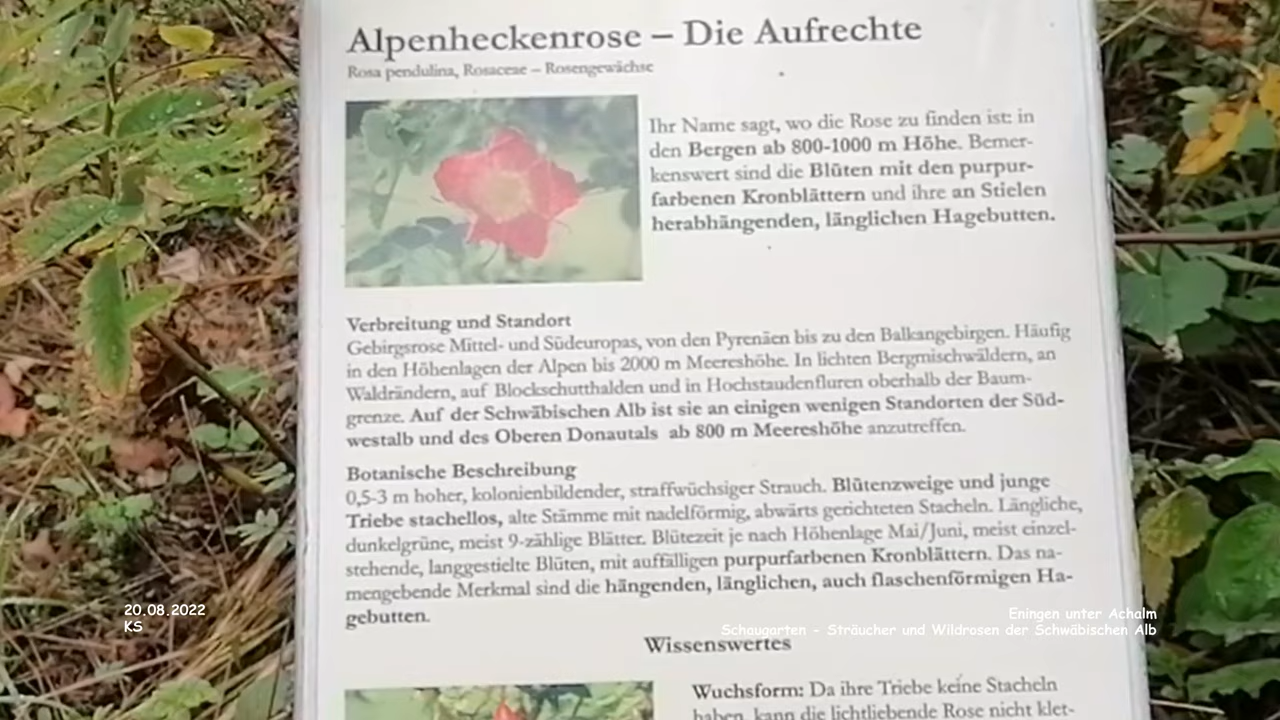 Alpenheckenrose – Die Aufrechte
Rosa pendulina, Rosaceae – Rosengewächse
Ihr Name sagt, wo die Rose zu finden ist: in
den Bergen ab 800-1000 m Höhe. Bemer-
kenswert sind die Blüten mit den purpur-
farbenen Kronblättern und ihre an Stielen
herabhängenden, länglichen Hagebutten.
Verbreitung und Standort
Gebirgsrose Mittel- und Südeuropas, von den Pyrenäen bis zu den Balkangebirgen. Häufig
in den Höhenlagen der Alpen bis 2000 m Meereshöhe. In lichten Bergmischwäldern, an
Waldrändern, auf Blockschutthalden und in Hochstaudenfluren oberhalb der Baum-
grenze. Auf der Schwäbischen Alb ist sie an einigen wenigen Standorten der Süd-
westalb und des Oberen Donautals ab 800 m Meereshöhe anzutreffen.
Botanische Beschreibung
0,5-3 m hoher, kolonienbildender, straffwüchsiger Strauch. Blütenzweige und junge
Triebe stachellos, alte Stämme mit nadelförmig, abwärts gerichteten Stacheln. Längliche,
dunkelgrüne, meist 9-zählige Blätter. Blütezeit je nach Höhenlage Mai/Juni, meist einzel-
stehende, langgestielte Blüten, mit auffälligen purpurfarbenen Kronblättern. Das na-
mengebende Merkmal sind die hängenden, länglichen, auch flaschenförmigen Ha-
gebutten.
20.08.2022
KS
Eningen unter Achalm
Schaugarten - Sträucher und Wildrosen der Schwäbischen Alb
Wissenswertes
Wuchsform: Da ihre Triebe keine Stacheln
haben, kann die lichtliebende Rose nicht klet-